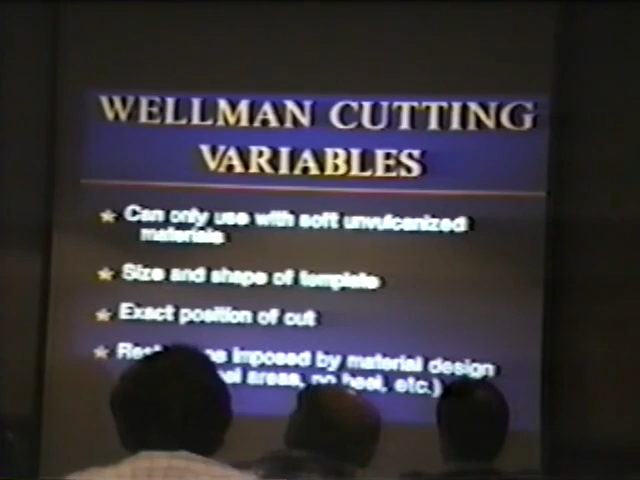 WELLMAN CUTTING
VARIABLES
★ Can only use with soft unvulcanized
materials
★ Size and shape of template
★ Exact position of cut
★ imposed by material design
areas, no heel, etc.)